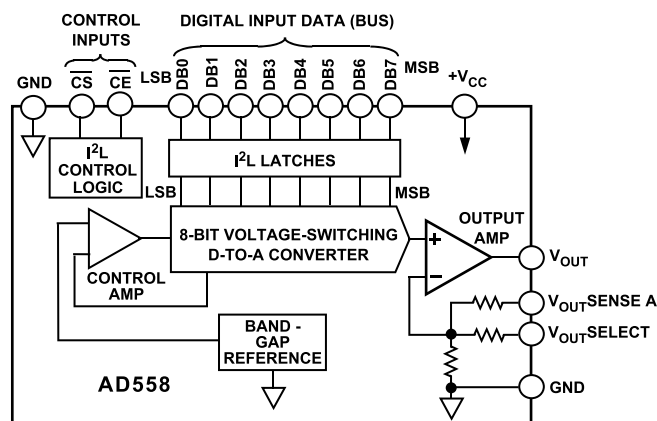 CONTROL INPUTS
DIGITAL INPUT DATA (BUS)
GND
CS
CE
LSB
DB0
DB1
DB2
DB3
DB4
DB5
DB6
DB7
MSB
+VCC
I2L
CONTROL
LOGIC
I2L LATCHES
LSB
MSB
8-BIT VOLTAGE-SWITCHING
D-TO-A CONVERTER
CONTROL
AMP
OUTPUT
AMP
+
–
VOUT
VOUTSENSE A
VOUTSELECT
BAND -
GAP
REFERENCE
GND
AD558